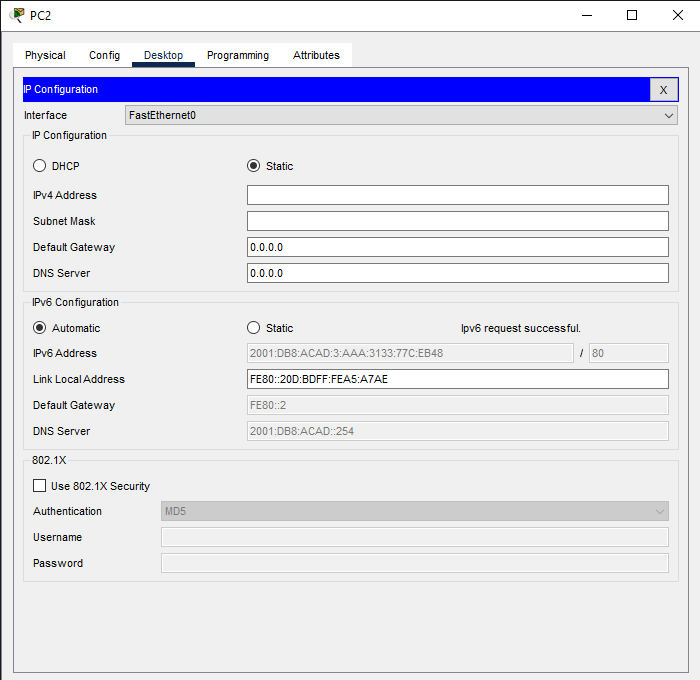 PC2
Physical Config Desktop Programming Attributes
IP Configuration X
Interface FastEthernet0
IP Configuration
DHCP Static
IPv4 Address
Subnet Mask
Default Gateway 0.0.0.0
DNS Server 0.0.0.0
IPv6 Configuration
Automatic Static Ipv6 request successful.
IPv6 Address 2001:DB8:ACAD:3:AAA:3133:77C:EB48 / 80
Link Local Address FE80::20D:BDFF:FEA5:A7AE
Default Gateway FE80::2
DNS Server 2001:DB8:ACAD::254
802.1X
Use 802.1X Security
Authentication MD5
Username
Password